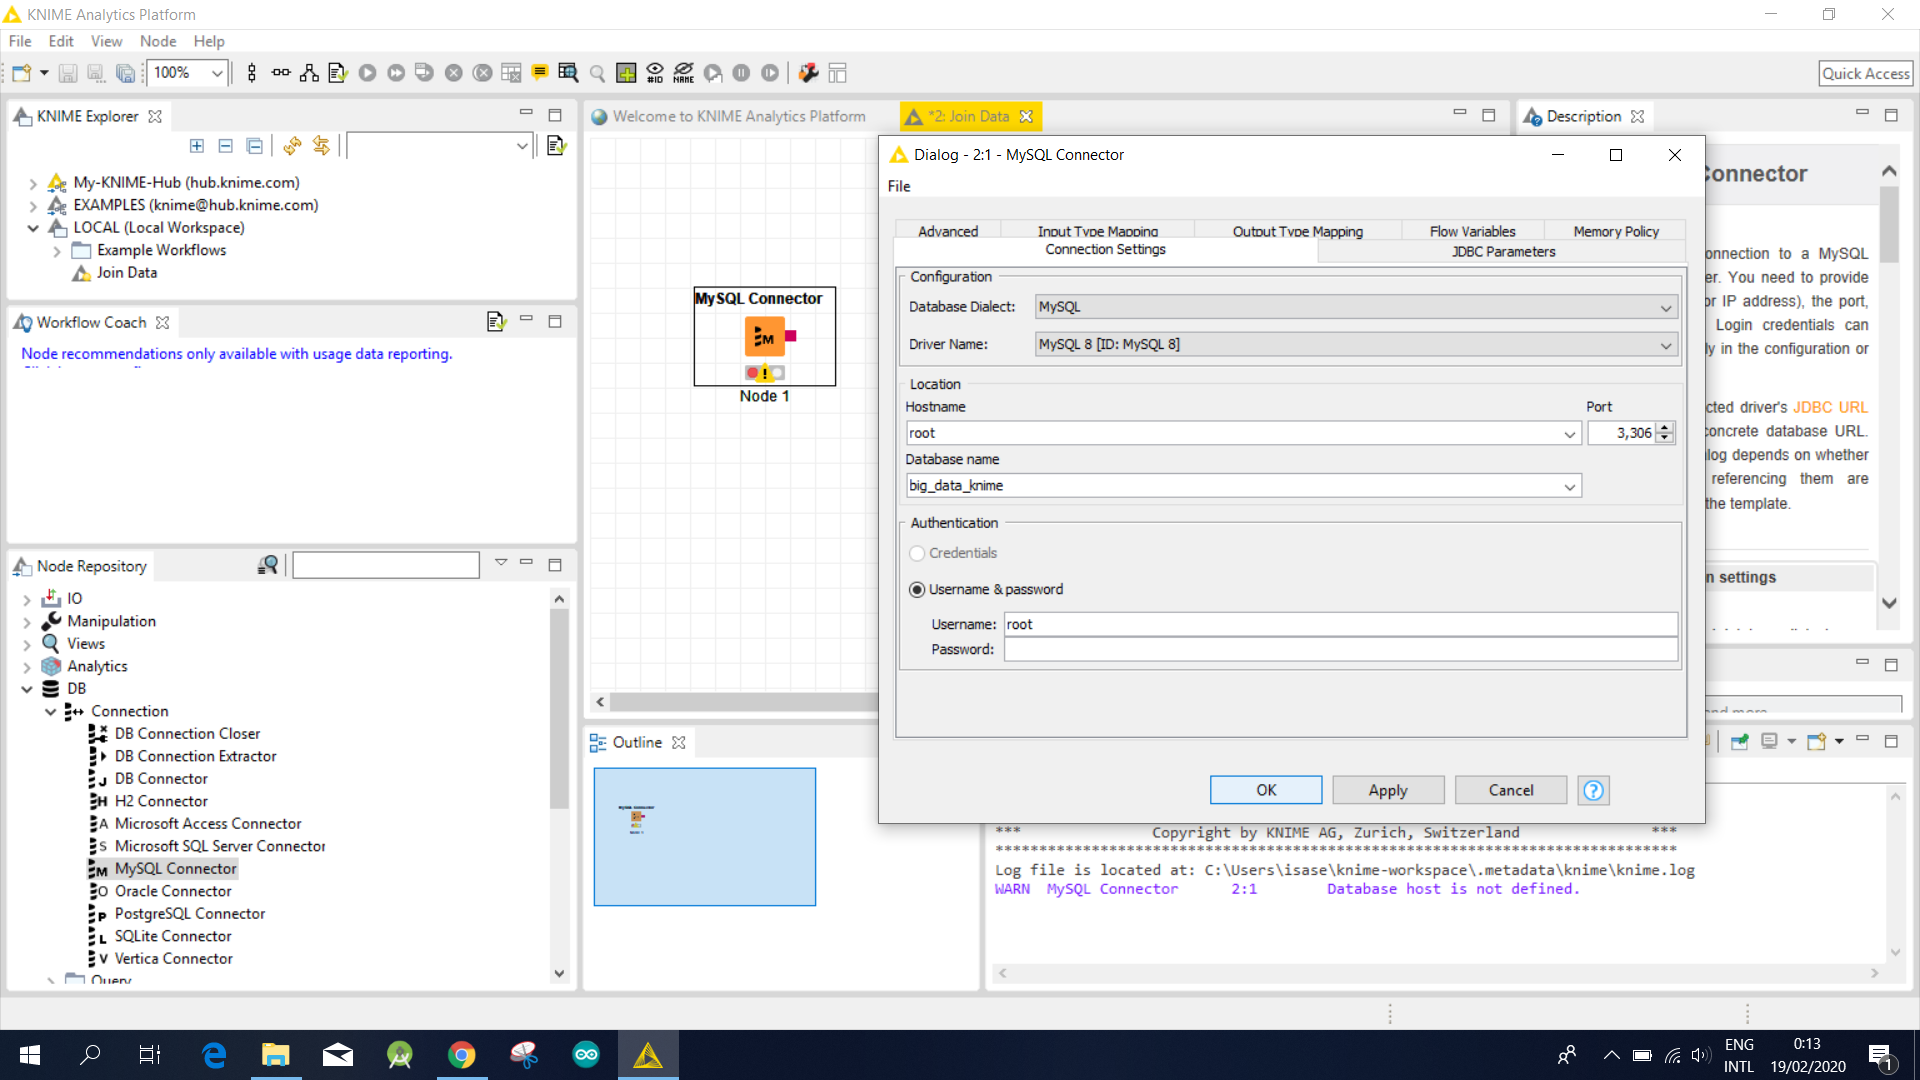 KNIME Analytics Platform
File Edit View Node Help
100%
#ID
NAME
Quick Access
KNIME Explorer
My-KNIME-Hub (hub.knime.com)
EXAMPLES (knime@hub.knime.com)
LOCAL (Local Workspace)
Example Workflows
Join Data
Workflow Coach
Node recommendations only available with usage data reporting.
Node Repository
IO
Manipulation
Views
Analytics
DB
Connection
DB Connection Closer
DB Connection Extractor
DB Connector
H2 Connector
Microsoft Access Connector
Microsoft SQL Server Connector
MySQL Connector
Oracle Connector
PostgreSQL Connector
SQLite Connector
Vertica Connector
Query
Welcome to KNIME Analytics Platform
*2: Join Data
MySQL Connector
M
Node 1
Outline
MySQL Connector
Node 1
Dialog - 2:1 - MySQL Connector
File
Advanced Input Type Mapping Output Type Mapping Flow Variables Memory Policy
Connection Settings JDBC Parameters
Configuration
Database Dialect: MySQL
Driver Name: MySQL 8 [ID: MySQL 8]
Location
Hostname Port
root 3,306
Database name
big_data_knime
Authentication
Credentials
Username & password
Username: root
Password:
OK Apply Cancel ?
Description
onnector
onnection to a MySQL
er. You need to provide
or IP address), the port,
Login credentials can
ly in the configuration or
cted driver's JDBC URL
concrete database URL.
log depends on whether
referencing them are
the template.
n settings
*** Copyright by KNIME AG, Zurich, Switzerland ***
********************************************************************************
Log file is located at: C:\Users\isase\knime-workspace\.metadata\knime\knime.log
WARN MySQL Connector 2:1 Database host is not defined.
ENG
INTL
0:13
19/02/2020
1